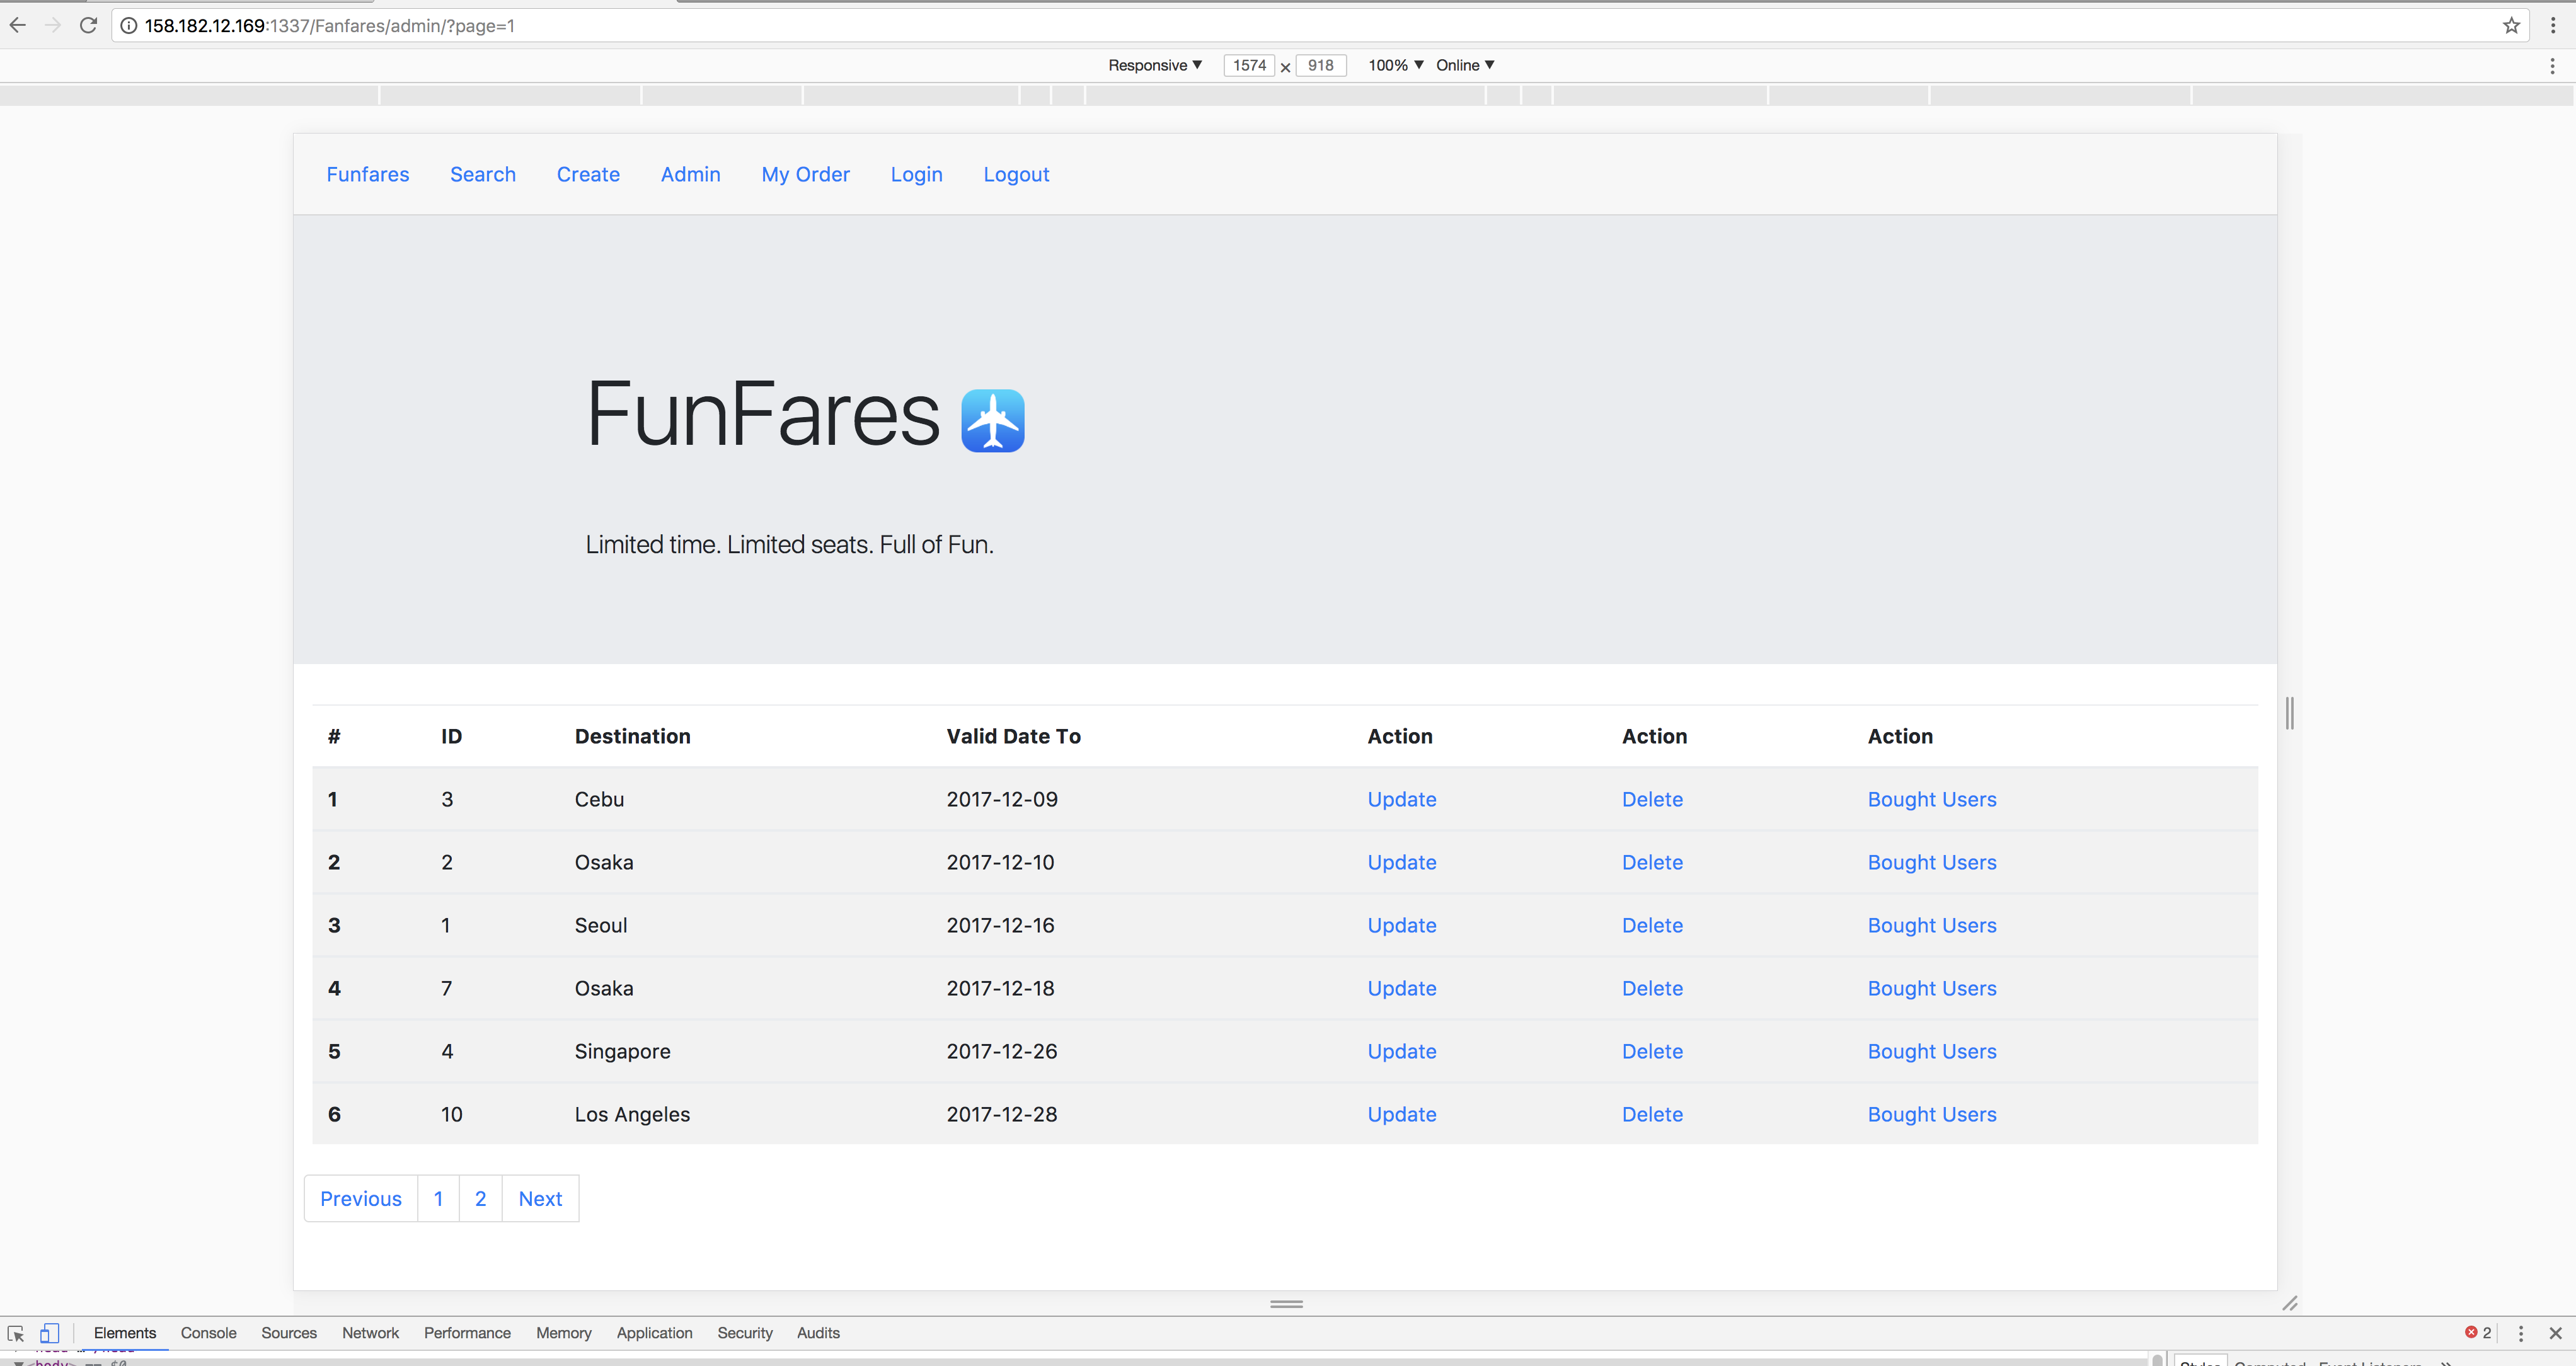 158.182.12.169:1337/Fanfares/admin/?page=1
Responsive ▼ 1574 × 918 100% ▼ Online ▼
Funfares Search Create Admin My Order Login Logout
FunFares
Limited time. Limited seats. Full of Fun.
# ID Destination Valid Date To Action Action Action
1 3 Cebu 2017-12-09 Update Delete Bought Users
2 2 Osaka 2017-12-10 Update Delete Bought Users
3 1 Seoul 2017-12-16 Update Delete Bought Users
4 7 Osaka 2017-12-18 Update Delete Bought Users
5 4 Singapore 2017-12-26 Update Delete Bought Users
6 10 Los Angeles 2017-12-28 Update Delete Bought Users
Previous 1 2 Next
Elements Console Sources Network Performance Memory Application Security Audits 2